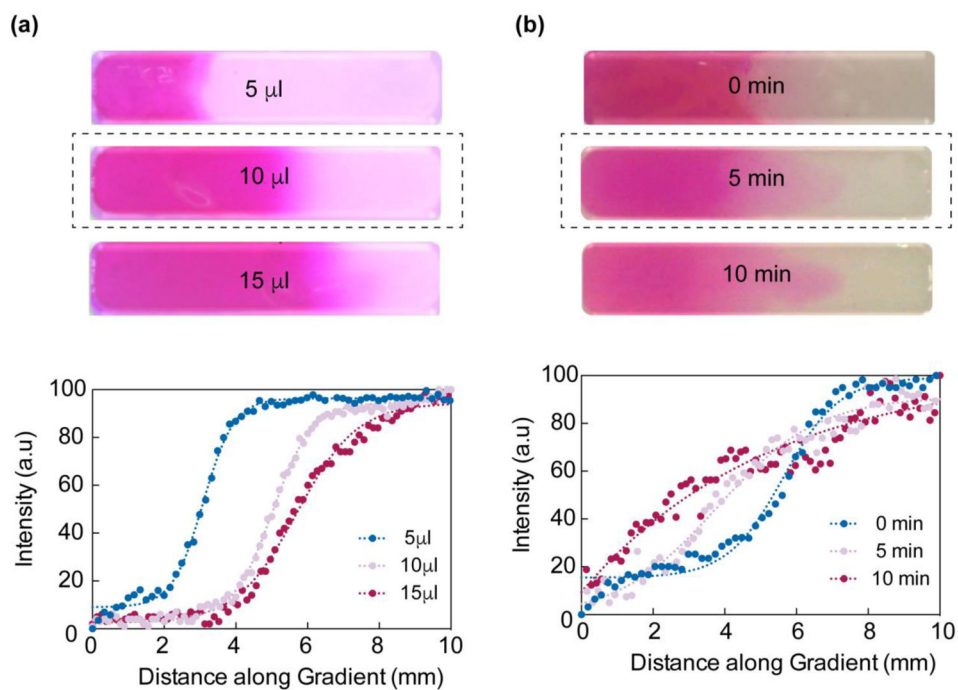 (a)
5 μl
10 μl
15 μl
Intensity (a.u)
100
80
60
40
20
0
5μl
10μl
15μl
0 2 4 6 8 10
Distance along Gradient (mm)
(b)
0 min
5 min
10 min
Intensity (a.u)
100
80
60
40
20
0
0 min
5 min
10 min
0 2 4 6 8 10
Distance along Gradient (mm)